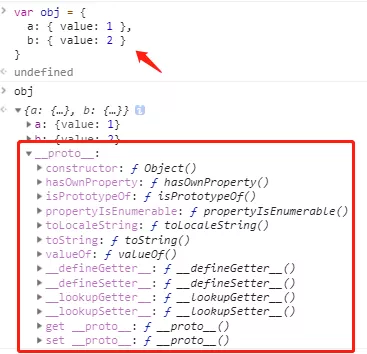 var obj = {
a: { value: 1 },
b: { value: 2 }
}
undefined
obj
{a: {…}, b: {…}} i
a: {value: 1}
b: {value: 2}
__proto__:
constructor: ƒ Object()
hasOwnProperty: ƒ hasOwnProperty()
isPrototypeOf: ƒ isPrototypeOf()
propertyIsEnumerable: ƒ propertyIsEnumerable()
toLocaleString: ƒ toLocaleString()
toString: ƒ toString()
valueOf: ƒ valueOf()
__defineGetter__: ƒ __defineGetter__()
__defineSetter__: ƒ __defineSetter__()
__lookupGetter__: ƒ __lookupGetter__()
__lookupSetter__: ƒ __lookupSetter__()
get __proto__: ƒ __proto__()
set __proto__: ƒ __proto__()